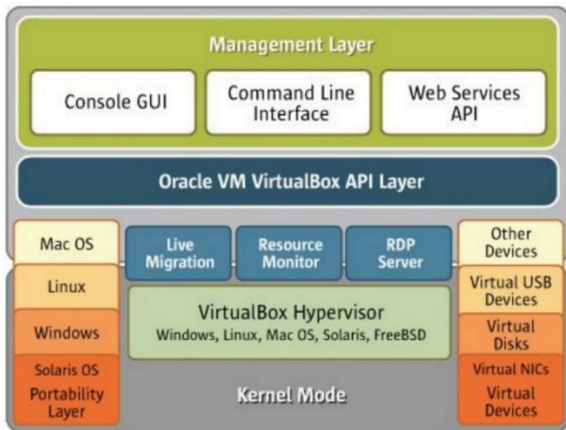 Management Layer
Console GUI
Command Line
Interface
Web Services
API
Oracle VM VirtualBox API Layer
Mac OS
Linux
Windows
Solaris OS
Portability
Layer
Live
Migration
Resource
Monitor
RDP
Server
VirtualBox Hypervisor
Windows, Linux, Mac OS, Solaris, FreeBSD
Kernel Mode
Other
Devices
Virtual USB
Devices
Virtual
Disks
Virtual NICs
Virtual
Devices